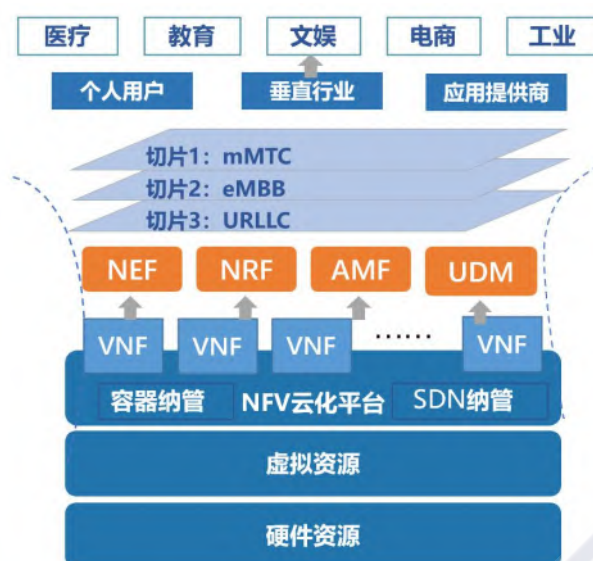 医疗 教育 文娱 电商 工业
个人用户 垂直行业 应用提供商
切片1：mMTC
切片2：eMBB
切片3：URLLC
NEF NRF AMF UDM
VNF VNF VNF …… VNF
容器纳管 NFV云化平台 SDN纳管
虚拟资源
硬件资源